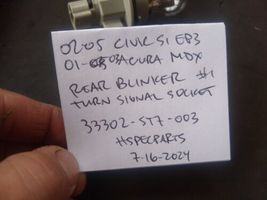 02-05 CIVIC SI EP3
01-03 ACURA MDX
REAR BLINKER #1
TURN SIGNAL SOCKET
33302-ST7-003
HSPECPARTS
7-16-2024